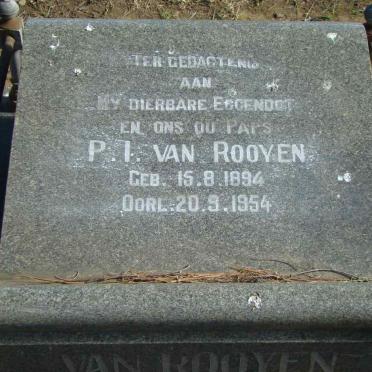 TER GEDAGTENIS
AAN
MY DIERBARE EGGENOOT
EN ONS OU PAPS
P. I. VAN ROOYEN
GEB. 15.8.1894
OORL. 20.9.1954
VAN ROOYEN